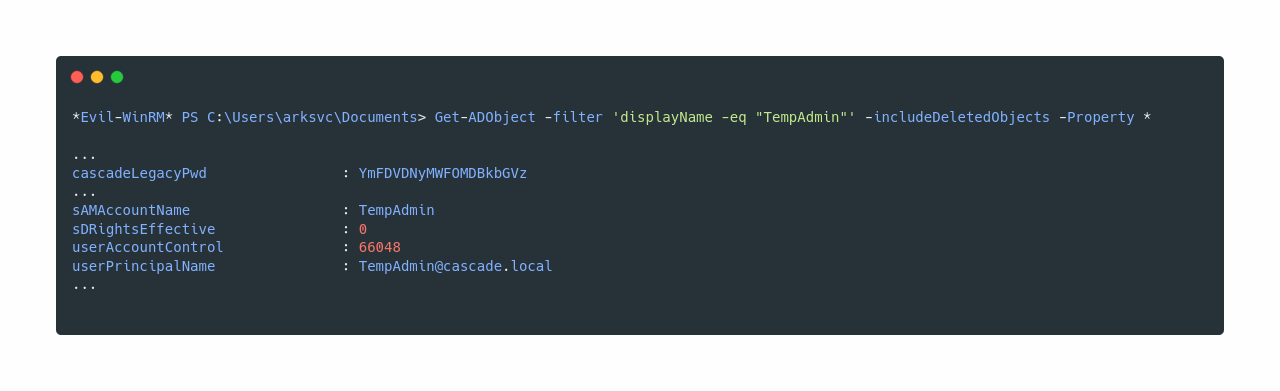 *Evil-WinRM* PS C:\Users\arksvc\Documents> Get-ADObject -filter 'displayName -eq "TempAdmin"' -includeDeletedObjects -Property *
...
cascadeLegacyPwd : YmFDVDNyMWFOMDBkbGVz
...
sAMAccountName : TempAdmin
sDRightsEffective : 0
userAccountControl : 66048
userPrincipalName : TempAdmin@cascade.local
...